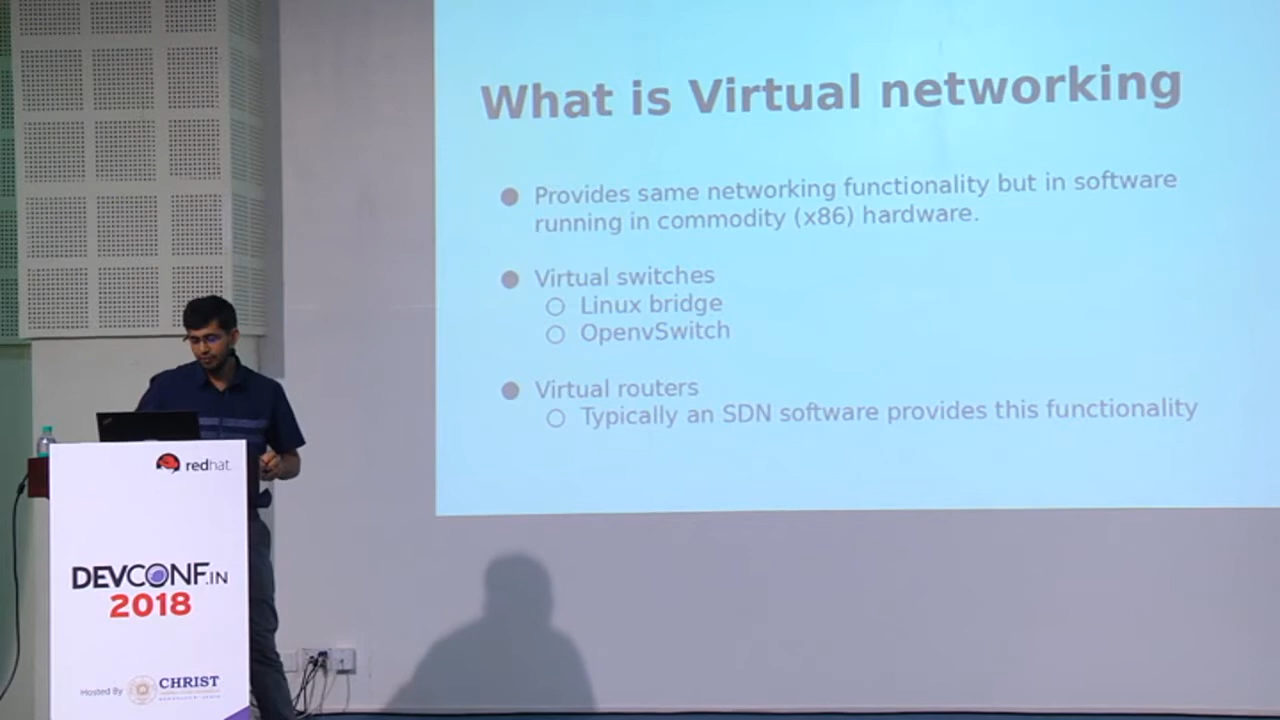 What is Virtual networking
● Provides same networking functionality but in software
running in commodity (x86) hardware.
● Virtual switches
○ Linux bridge
○ OpenvSwitch
● Virtual routers
○ Typically an SDN software provides this functionality
redhat.
DEVCONF.IN
2018
Hosted By
CHRIST